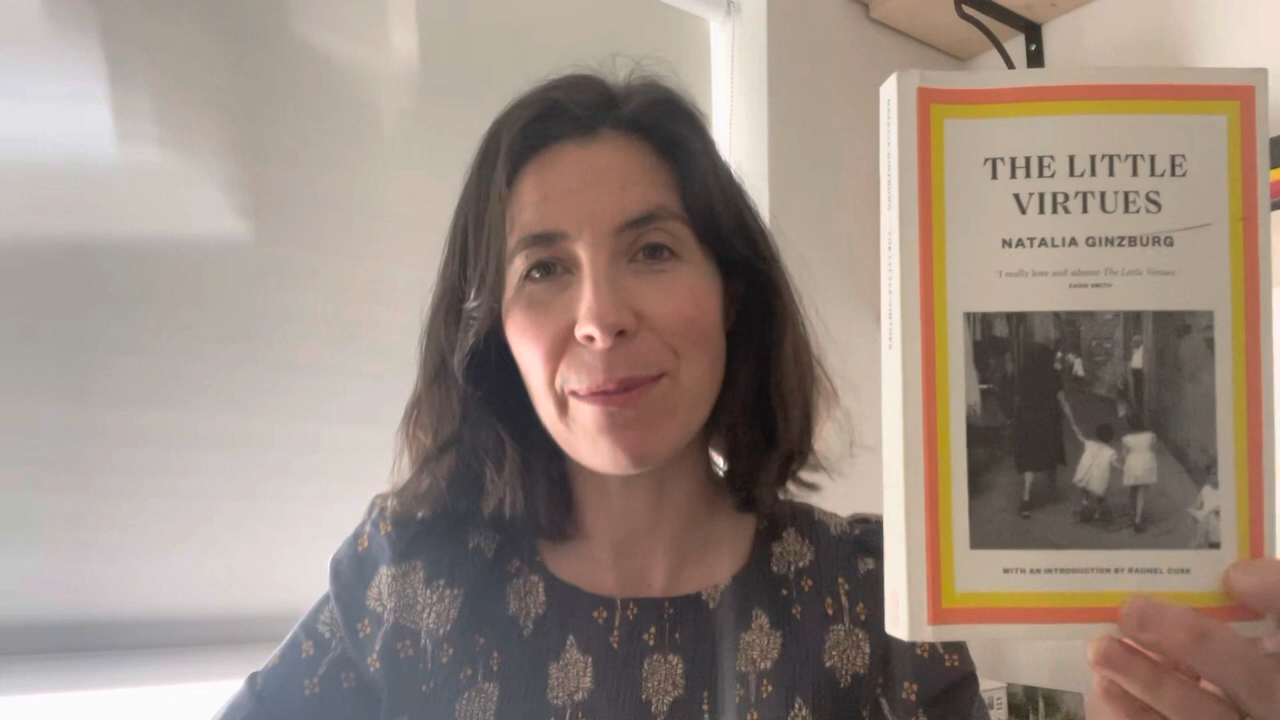 THE LITTLE
VIRTUES
NATALIA GINZBURG
'I really love and admire The Little Virtues'
ZADIE SMITH
WITH AN INTRODUCTION BY RACHEL CUSK